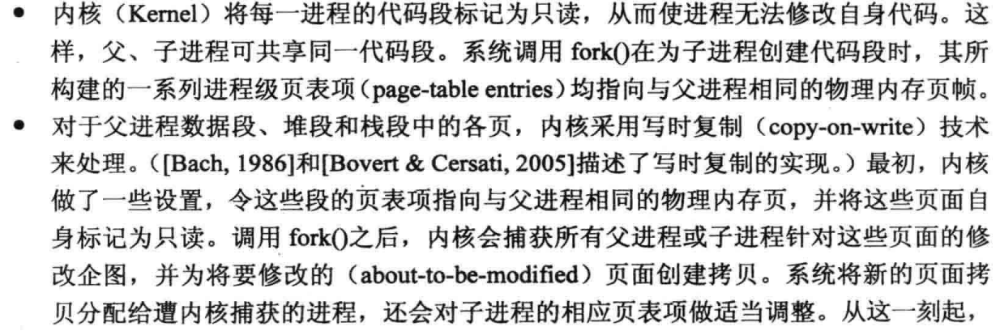 ● 内核（Kernel）将每一进程的代码段标记为只读，从而使进程无法修改自身代码。这
样，父、子进程可共享同一代码段。系统调用 fork()在为子进程创建代码段时，其所
构建的一系列进程级页表项（page-table entries）均指向与父进程相同的物理内存页帧。
● 对于父进程数据段、堆段和栈段中的各页，内核采用写时复制（copy-on-write）技术
来处理。（[Bach, 1986]和[Bovert & Cersati, 2005]描述了写时复制的实现。）最初，内核
做了一些设置，令这些段的页表项指向与父进程相同的物理内存页，并将这些页面自
身标记为只读。调用 fork()之后，内核会捕获所有父进程或子进程针对这些页面的修
改企图，并为将要修改的（about-to-be-modified）页面创建拷贝。系统将新的页面拷
贝分配给遭内核捕获的进程，还会对子进程的相应页表项做适当调整。从这一刻起，